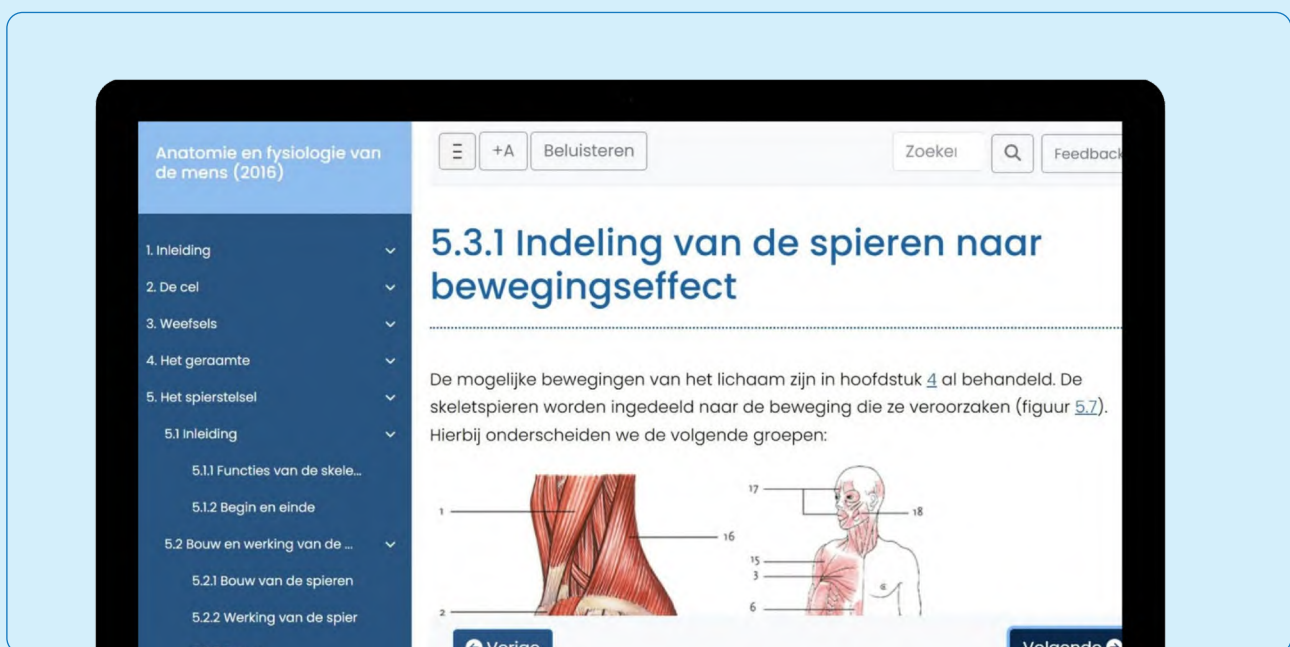 Anatomie en fysiologie van
de mens (2016)
1. Inleiding
2. De cel
3. Weefsels
4. Het geraamte
5. Het spierstelsel
5.1 Inleiding
5.1.1 Functies van de skele...
5.1.2 Begin en einde
5.2 Bouw en werking van de ...
5.2.1 Bouw van de spieren
5.2.2 Werking van de spier
+A
Beluisteren
Zoeke
Feedback
5.3.1 Indeling van de spieren naar
bewegingseffect
De mogelijke bewegingen van het lichaam zijn in hoofdstuk 4 al behandeld. De
skeletspieren worden ingedeeld naar de beweging die ze veroorzaken (figuur 5.7).
Hierbij onderscheiden we de volgende groepen:
1
16
2
17
18
15
3
6
Vorige
Volgende